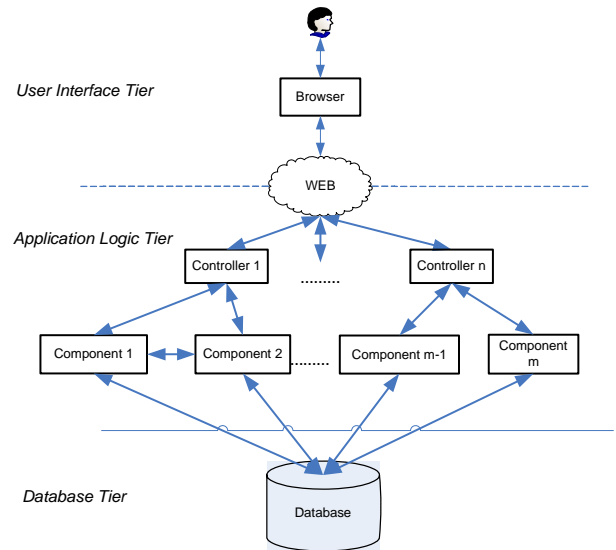 User Interface Tier
Browser
WEB
Application Logic Tier
Controller 1
.........
Controller n
Component 1
Component 2
.........
Component m-1
Component
m
Database Tier
Database